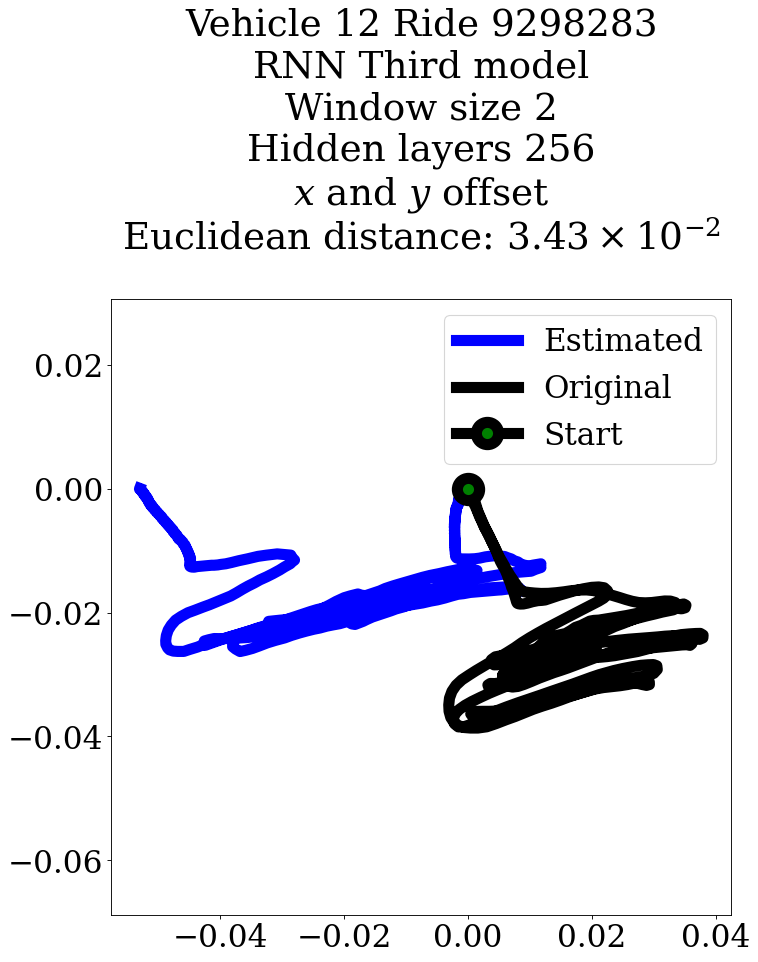 Vehicle 12 Ride 9298283
RNN Third model
Window size 2
Hidden layers 256
x and y offset
Euclidean distance: 3.43 × 10⁻²
Estimated
Original
Start
0.02
0.00
−0.02
−0.04
−0.06
−0.04 −0.02 0.00 0.02 0.04